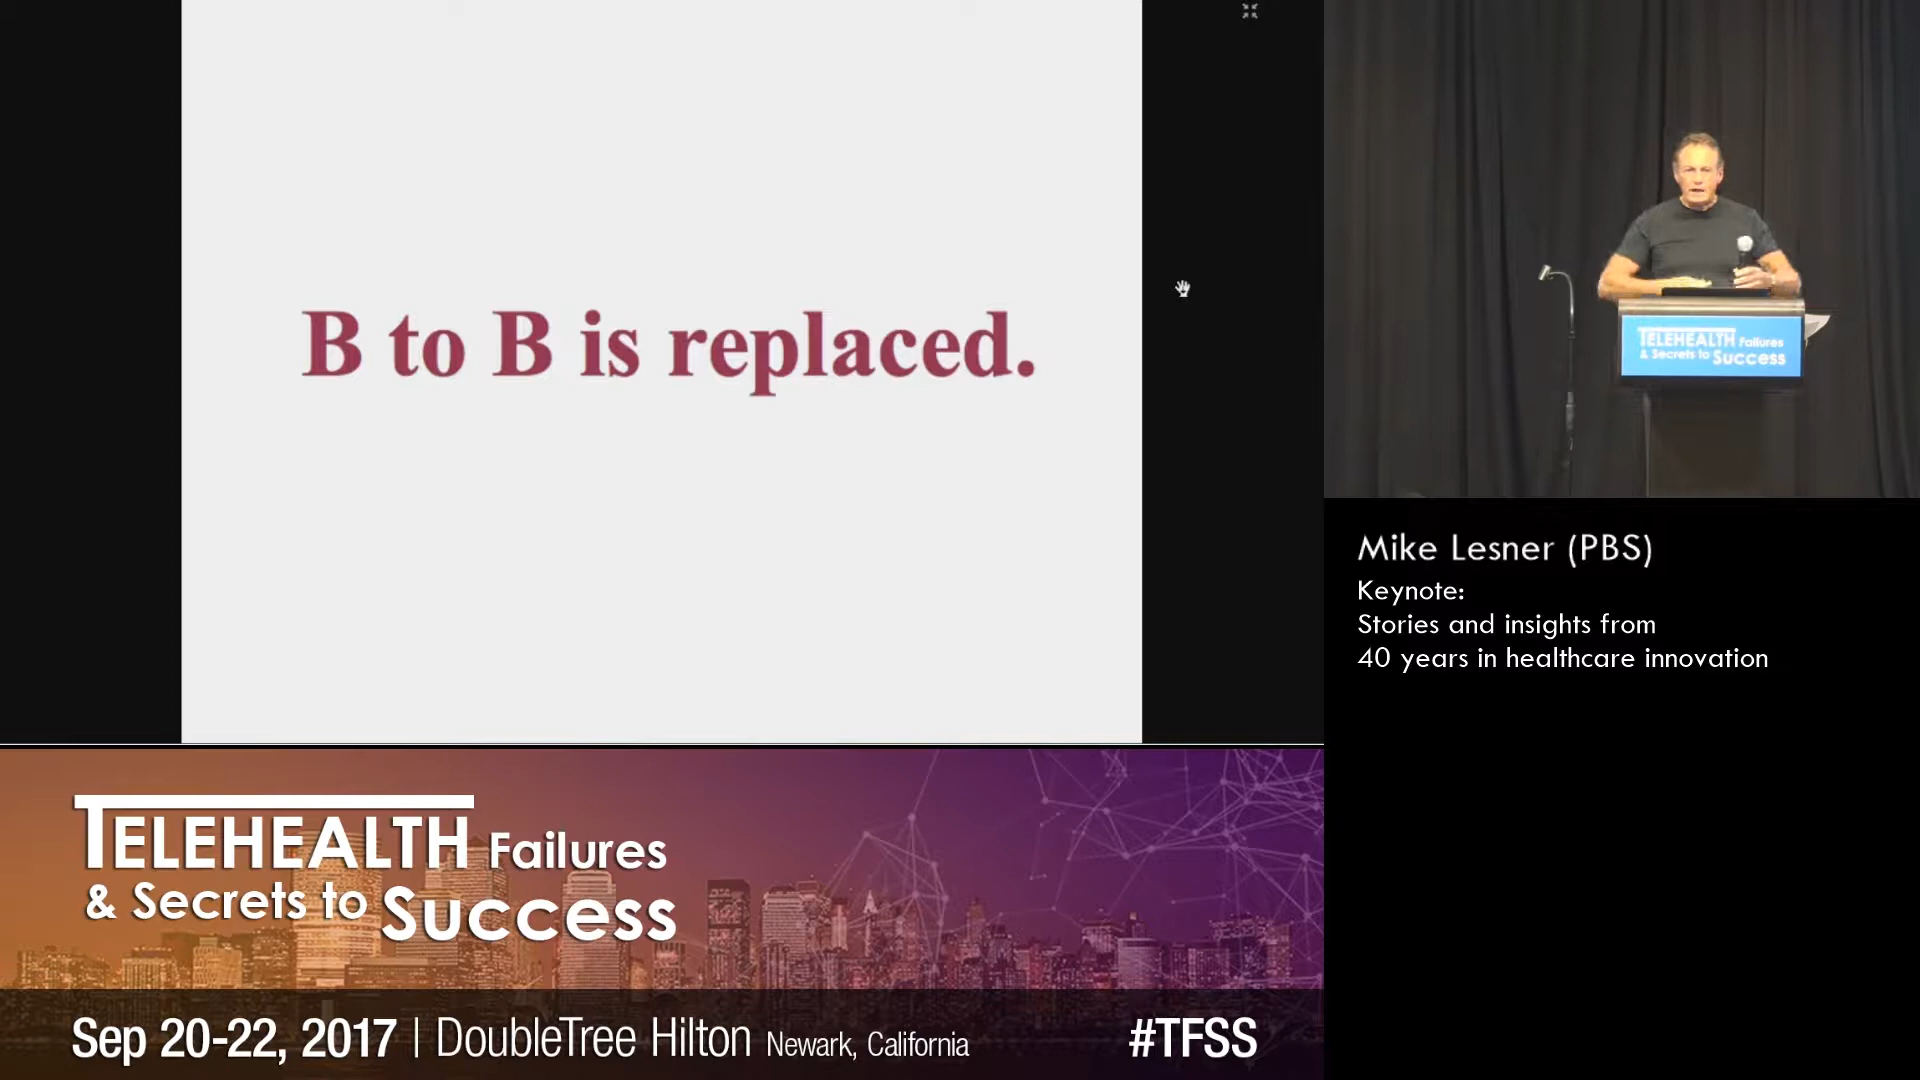 B to B is replaced.
TELEHEALTH Failures
& Secrets to Success
Mike Lesner (PBS)
Keynote:
Stories and insights from
40 years in healthcare innovation
TELEHEALTH Failures
& Secrets to Success
Sep 20-22, 2017 | DoubleTree Hilton Newark, California
#TFSS